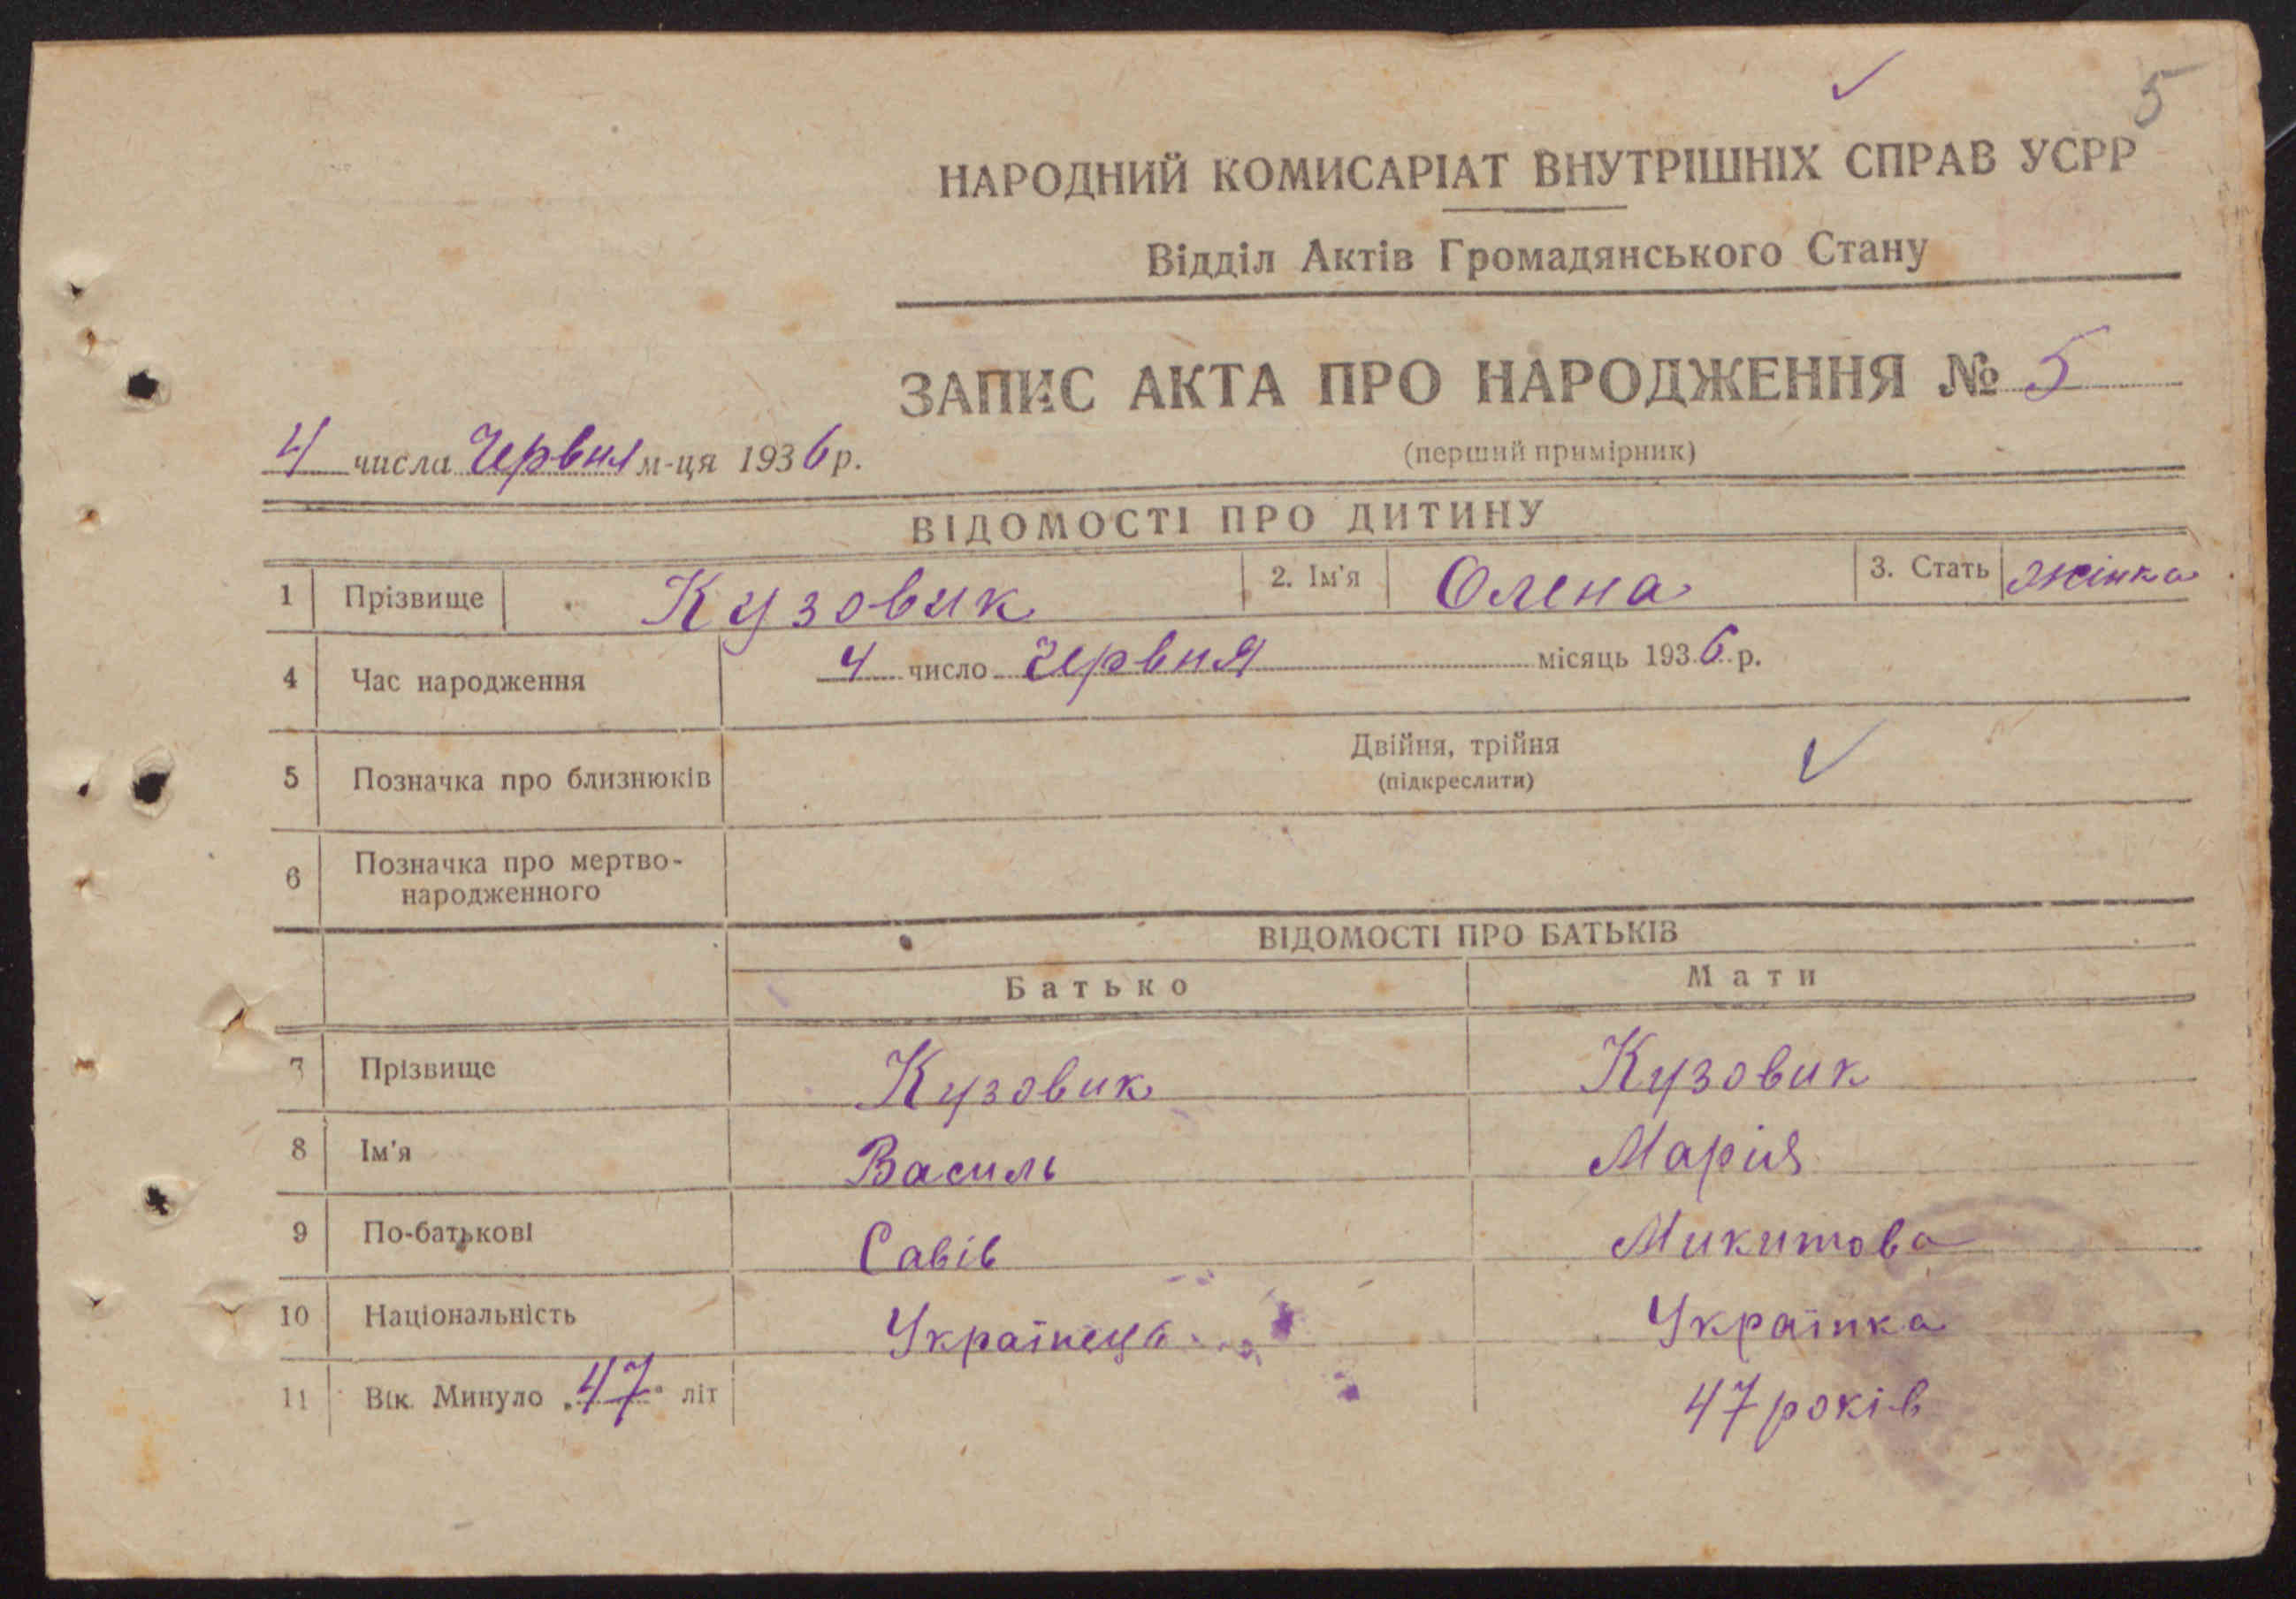 5
НАРОДНИЙ КОМИСАРІАТ ВНУТРІШНІХ СПРАВ УСРР
Відділ Актів Громадянського Стану
ЗАПИС АКТА ПРО НАРОДЖЕННЯ № 5
(перший примірник)
4 числа Червня м-ця 1936 р.
ВІДОМОСТІ ПРО ДИТИНУ
1 Прізвище Кузовик 2. Ім'я Олена 3. Стать жінка
4 Час народження 4 число Червня місяць 1936 р.
5 Позначка про близнюків Двійня, трійня
(підкреслити)
6 Позначка про мертво-
народженного
ВІДОМОСТІ ПРО БАТЬКІВ
Батько Мати
7 Прізвище Кузовик Кузовик
8 Ім'я Василь Марія
9 По-батькові Савів Микитова
10 Національність Українець Українка
11 Вік. Минуло „47“ літ 47 років